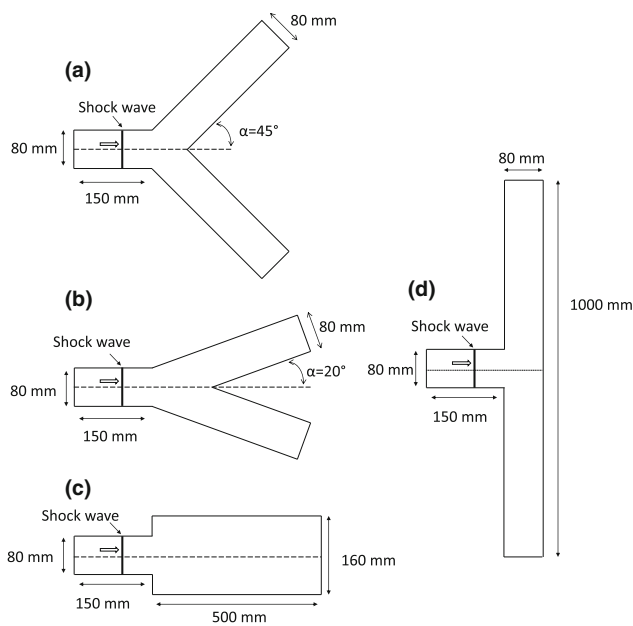 (a)
80 mm
Shock wave
80 mm
α=45°
150 mm
(b)
80 mm
Shock wave
80 mm
α=20°
150 mm
(c)
Shock wave
80 mm
160 mm
150 mm
500 mm
(d)
80 mm
1000 mm
Shock wave
80 mm
150 mm